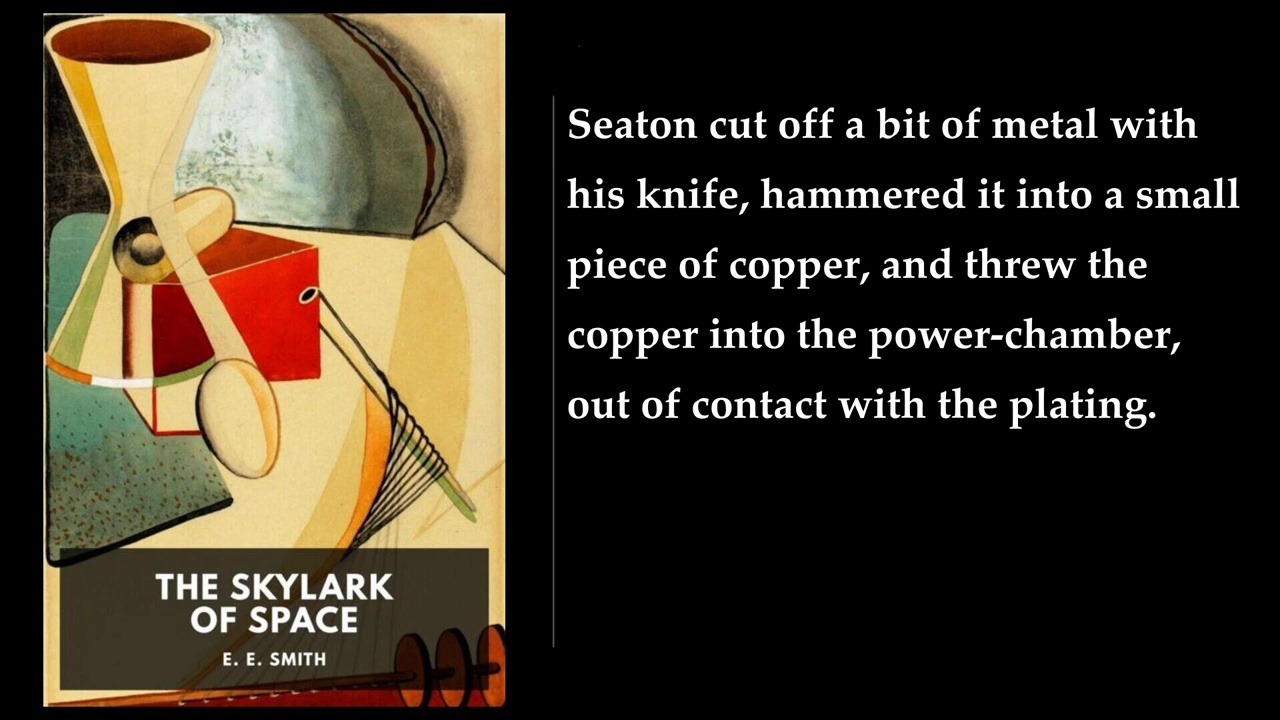 THE SKYLARK
OF SPACE
E. E. SMITH
Seaton cut off a bit of metal with
his knife, hammered it into a small
piece of copper, and threw the
copper into the power-chamber,
out of contact with the plating.